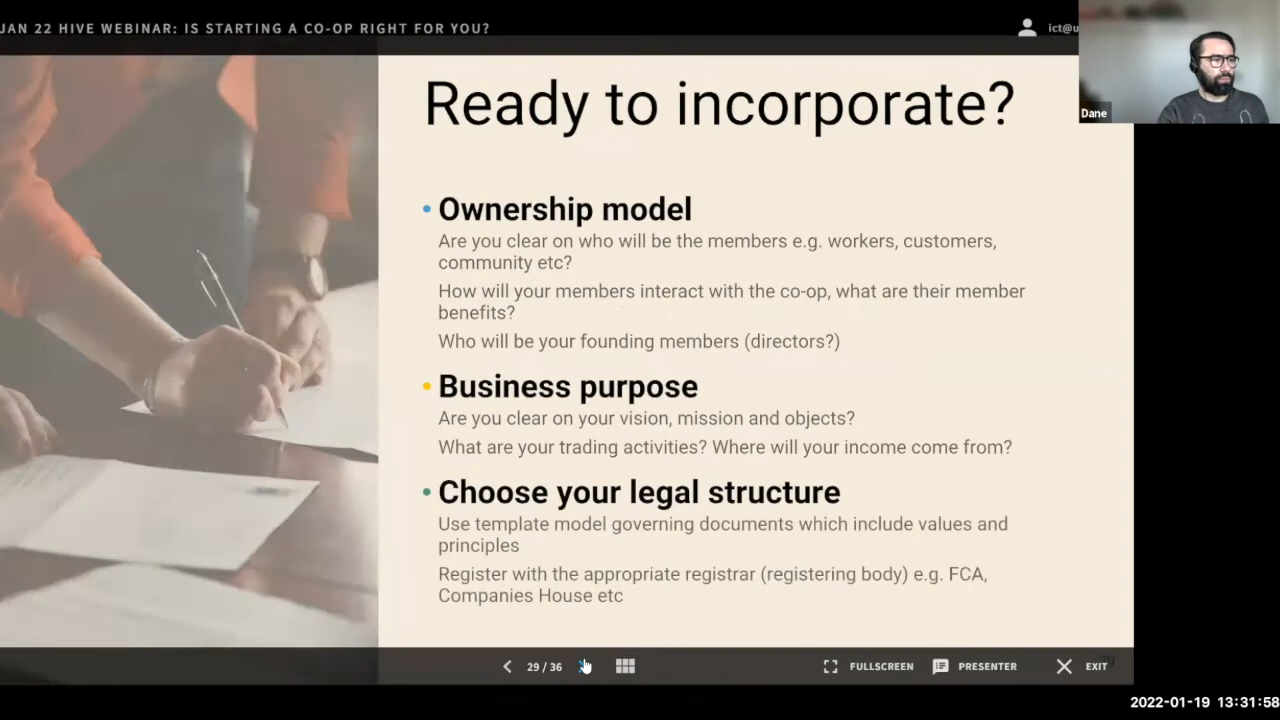 JAN 22 HIVE WEBINAR: IS STARTING A CO-OP RIGHT FOR YOU?
ict@u
Dane
Ready to incorporate?
• Ownership model
Are you clear on who will be the members e.g. workers, customers,
community etc?
How will your members interact with the co-op, what are their member
benefits?
Who will be your founding members (directors?)
• Business purpose
Are you clear on your vision, mission and objects?
What are your trading activities? Where will your income come from?
• Choose your legal structure
Use template model governing documents which include values and
principles
Register with the appropriate registrar (registering body) e.g. FCA,
Companies House etc
29 / 36
FULLSCREEN
PRESENTER
EXIT
2022-01-19 13:31:58